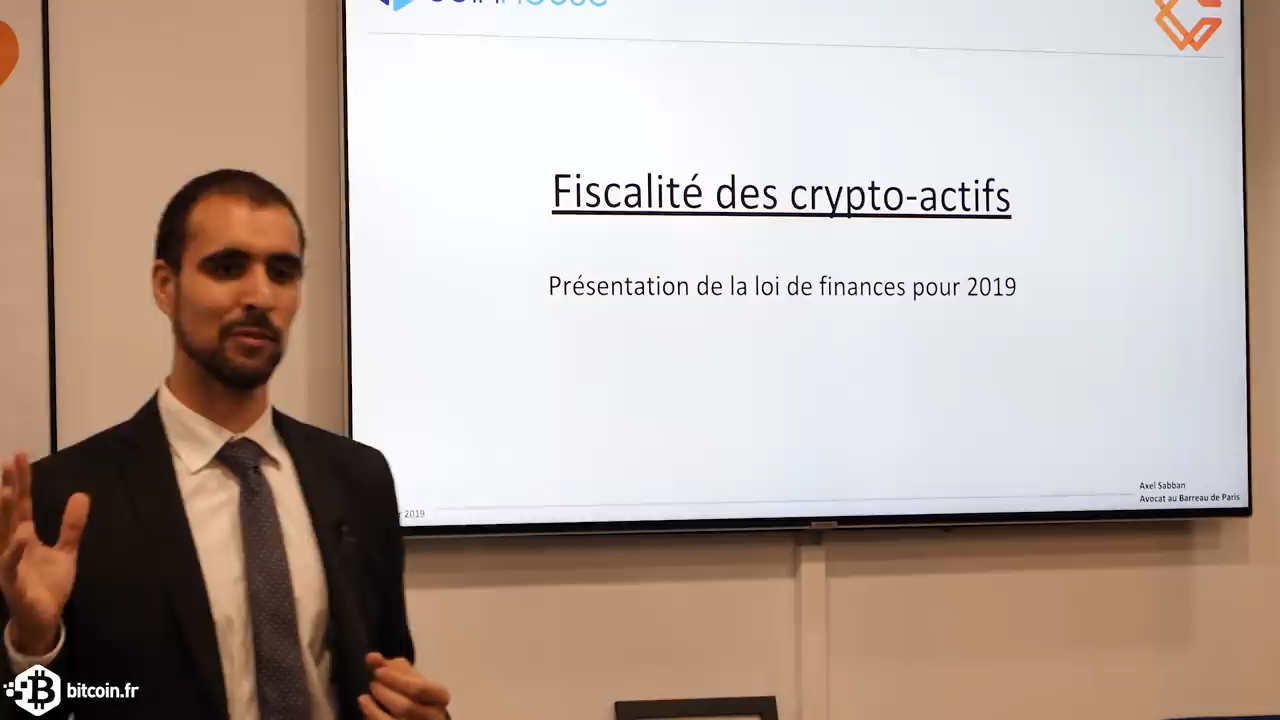 Fiscalité des crypto-actifs
Présentation de la loi de finances pour 2019
Axel Sabban
Avocat au Barreau de Paris
2019
bitcoin.fr